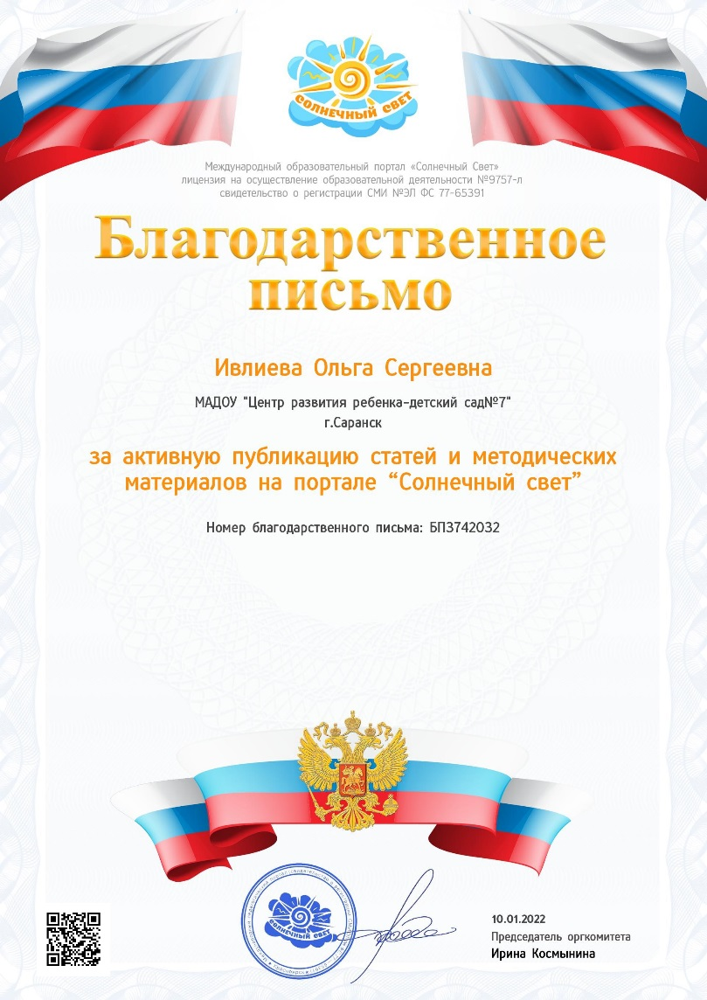 СОЛНЕЧНЫЙ СВЕТ
Международный образовательный портал «Солнечный Свет»
лицензия на осуществление образовательной деятельности №9757-л
свидетельство о регистрации СМИ №ЭЛ ФС 77-65391
Благодарственное
письмо
Ивлиева Ольга Сергеевна
МАДОУ "Центр развития ребенка-детский сад№7"
г.Саранск
за активную публикацию статей и методических
материалов на портале “Солнечный свет”
Номер благодарственного письма: БП3742032
СОЛНЕЧНЫЙ СВЕТ
10.01.2022
Председатель оргкомитета
Ирина Космынина